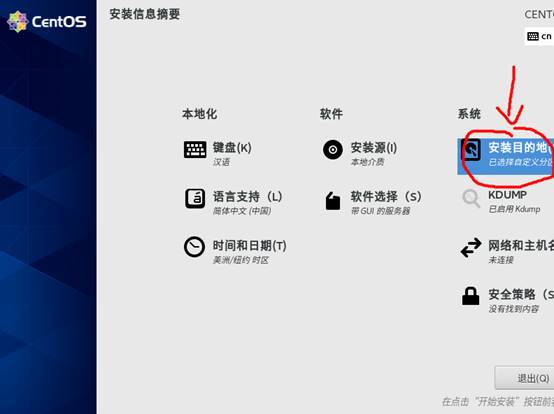 CentOS
安装信息摘要
CENTO
cn
本地化
软件
系统
键盘(K)
汉语
安装源(I)
本地介质
安装目的地(
已选择自定义分区
语言支持（L）
简体中文 (中国)
软件选择（S）
带 GUI 的服务器
KDUMP
已启用 Kdump
时间和日期(T)
美洲/纽约 时区
网络和主机名
未连接
安全策略（S
没有找到内容
退出(Q)
在点击“开始安装”按钮前